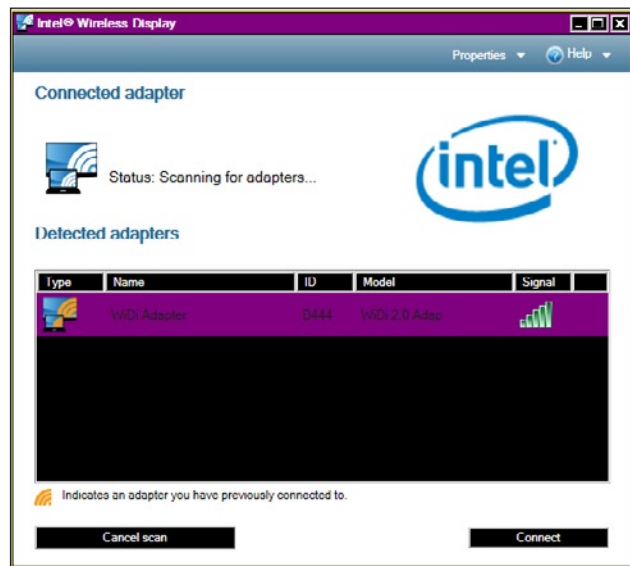 Intel® Wireless Display
Properties Help
Connected adapter
Status: Scanning for adapters...
intel
Detected adapters
Type Name ID Model Signal
WiDi Adapter D444 WiDi 2.0 Adap
Indicates an adapter you have previously connected to.
Cancel scan Connect